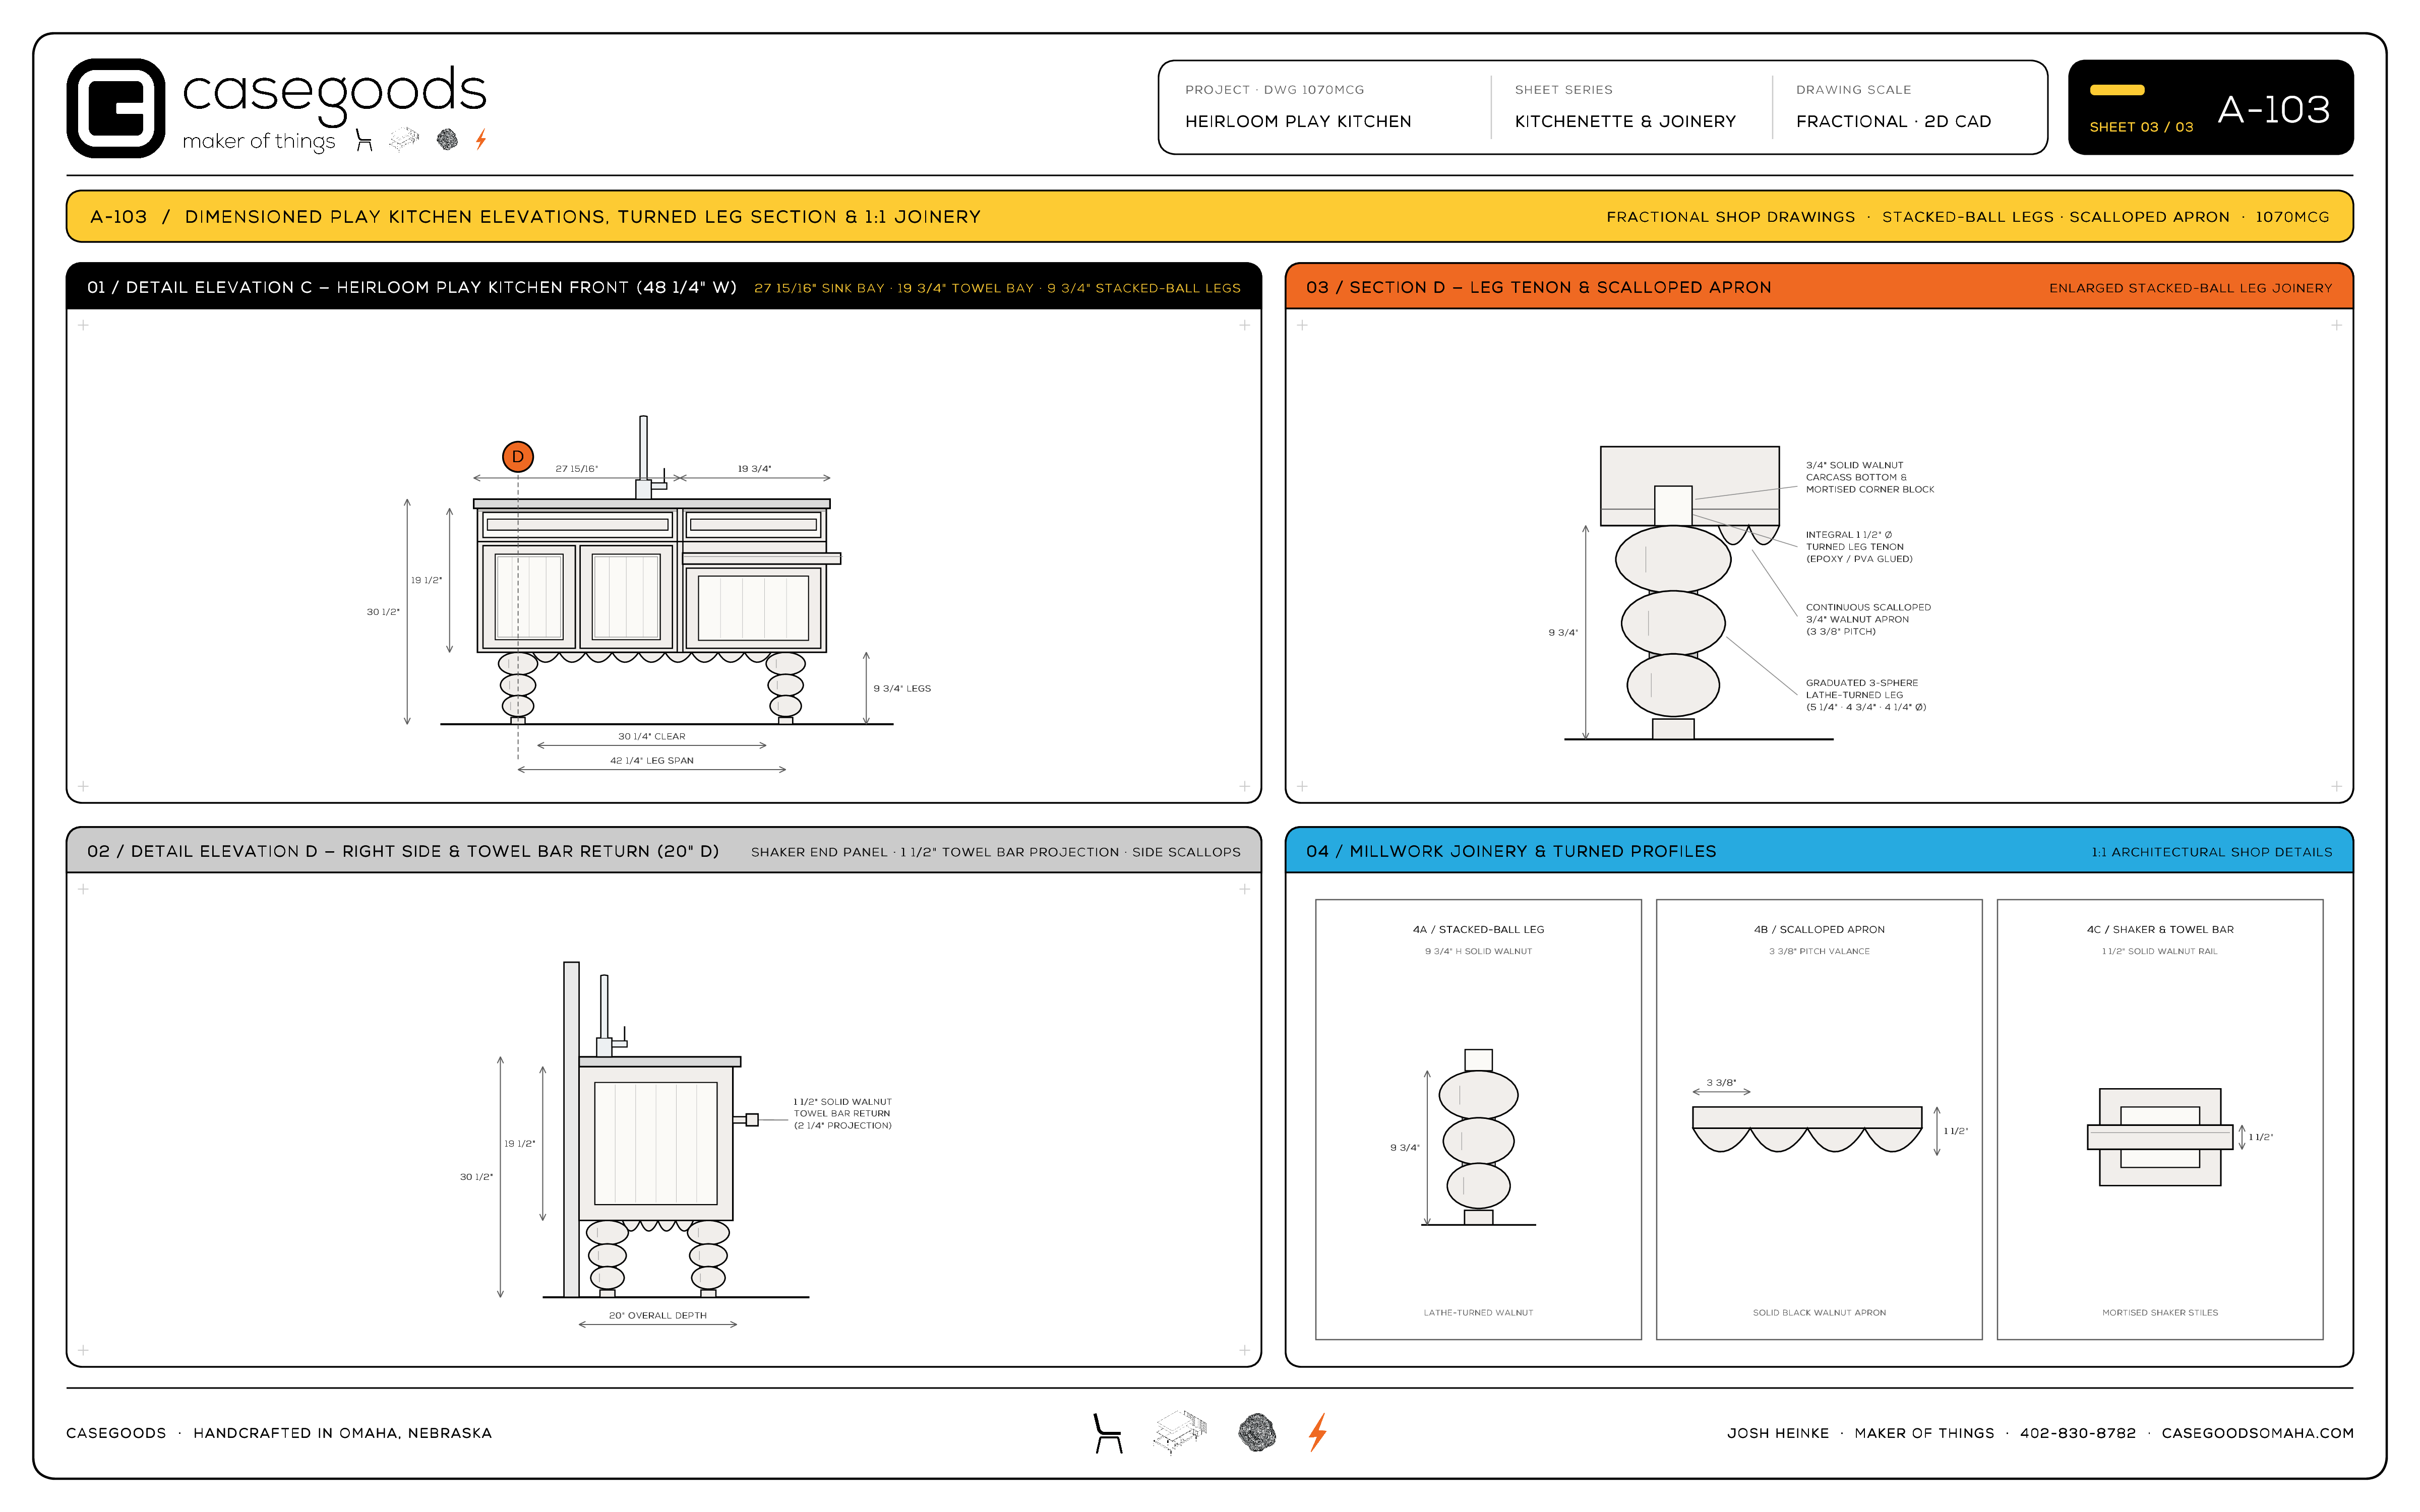 casegoods
maker of things
PROJECT · DWG 1070MCG
HEIRLOOM PLAY KITCHEN
SHEET SERIES
KITCHENETTE & JOINERY
DRAWING SCALE
FRACTIONAL · 2D CAD
SHEET 03 / 03
A-103
A-103 / DIMENSIONED PLAY KITCHEN ELEVATIONS, TURNED LEG SECTION & 1:1 JOINERY
FRACTIONAL SHOP DRAWINGS · STACKED-BALL LEGS · SCALLOPED APRON · 1070MCG
01 / DETAIL ELEVATION C – HEIRLOOM PLAY KITCHEN FRONT (48 1/4" W)
27 15/16" SINK BAY · 19 3/4" TOWEL BAY · 9 3/4" STACKED-BALL LEGS
D
27 15/16"
19 3/4"
19 1/2"
30 1/2"
9 3/4" LEGS
30 1/4" CLEAR
42 1/4" LEG SPAN
03 / SECTION D – LEG TENON & SCALLOPED APRON
ENLARGED STACKED-BALL LEG JOINERY
3/4" SOLID WALNUT
CARCASS BOTTOM &
MORTISED CORNER BLOCK
INTEGRAL 1 1/2" Ø
TURNED LEG TENON
(EPOXY / PVA GLUED)
CONTINUOUS SCALLOPED
3/4" WALNUT APRON
(3 3/8" PITCH)
9 3/4"
GRADUATED 3-SPHERE
LATHE-TURNED LEG
(5 1/4" · 4 3/4" · 4 1/4" Ø)
02 / DETAIL ELEVATION D – RIGHT SIDE & TOWEL BAR RETURN (20" D)
SHAKER END PANEL · 1 1/2" TOWEL BAR PROJECTION · SIDE SCALLOPS
1 1/2" SOLID WALNUT
TOWEL BAR RETURN
(2 1/4" PROJECTION)
19 1/2"
30 1/2"
20" OVERALL DEPTH
04 / MILLWORK JOINERY & TURNED PROFILES
1:1 ARCHITECTURAL SHOP DETAILS
4A / STACKED-BALL LEG
9 3/4" H SOLID WALNUT
9 3/4"
LATHE-TURNED WALNUT
4B / SCALLOPED APRON
3 3/8" PITCH VALANCE
3 3/8"
1 1/2"
SOLID BLACK WALNUT APRON
4C / SHAKER & TOWEL BAR
1 1/2" SOLID WALNUT RAIL
1 1/2"
MORTISED SHAKER STILES
CASEGOODS · HANDCRAFTED IN OMAHA, NEBRASKA
JOSH HEINKE · MAKER OF THINGS · 402-830-8782 · CASEGOODSOMAHA.COM